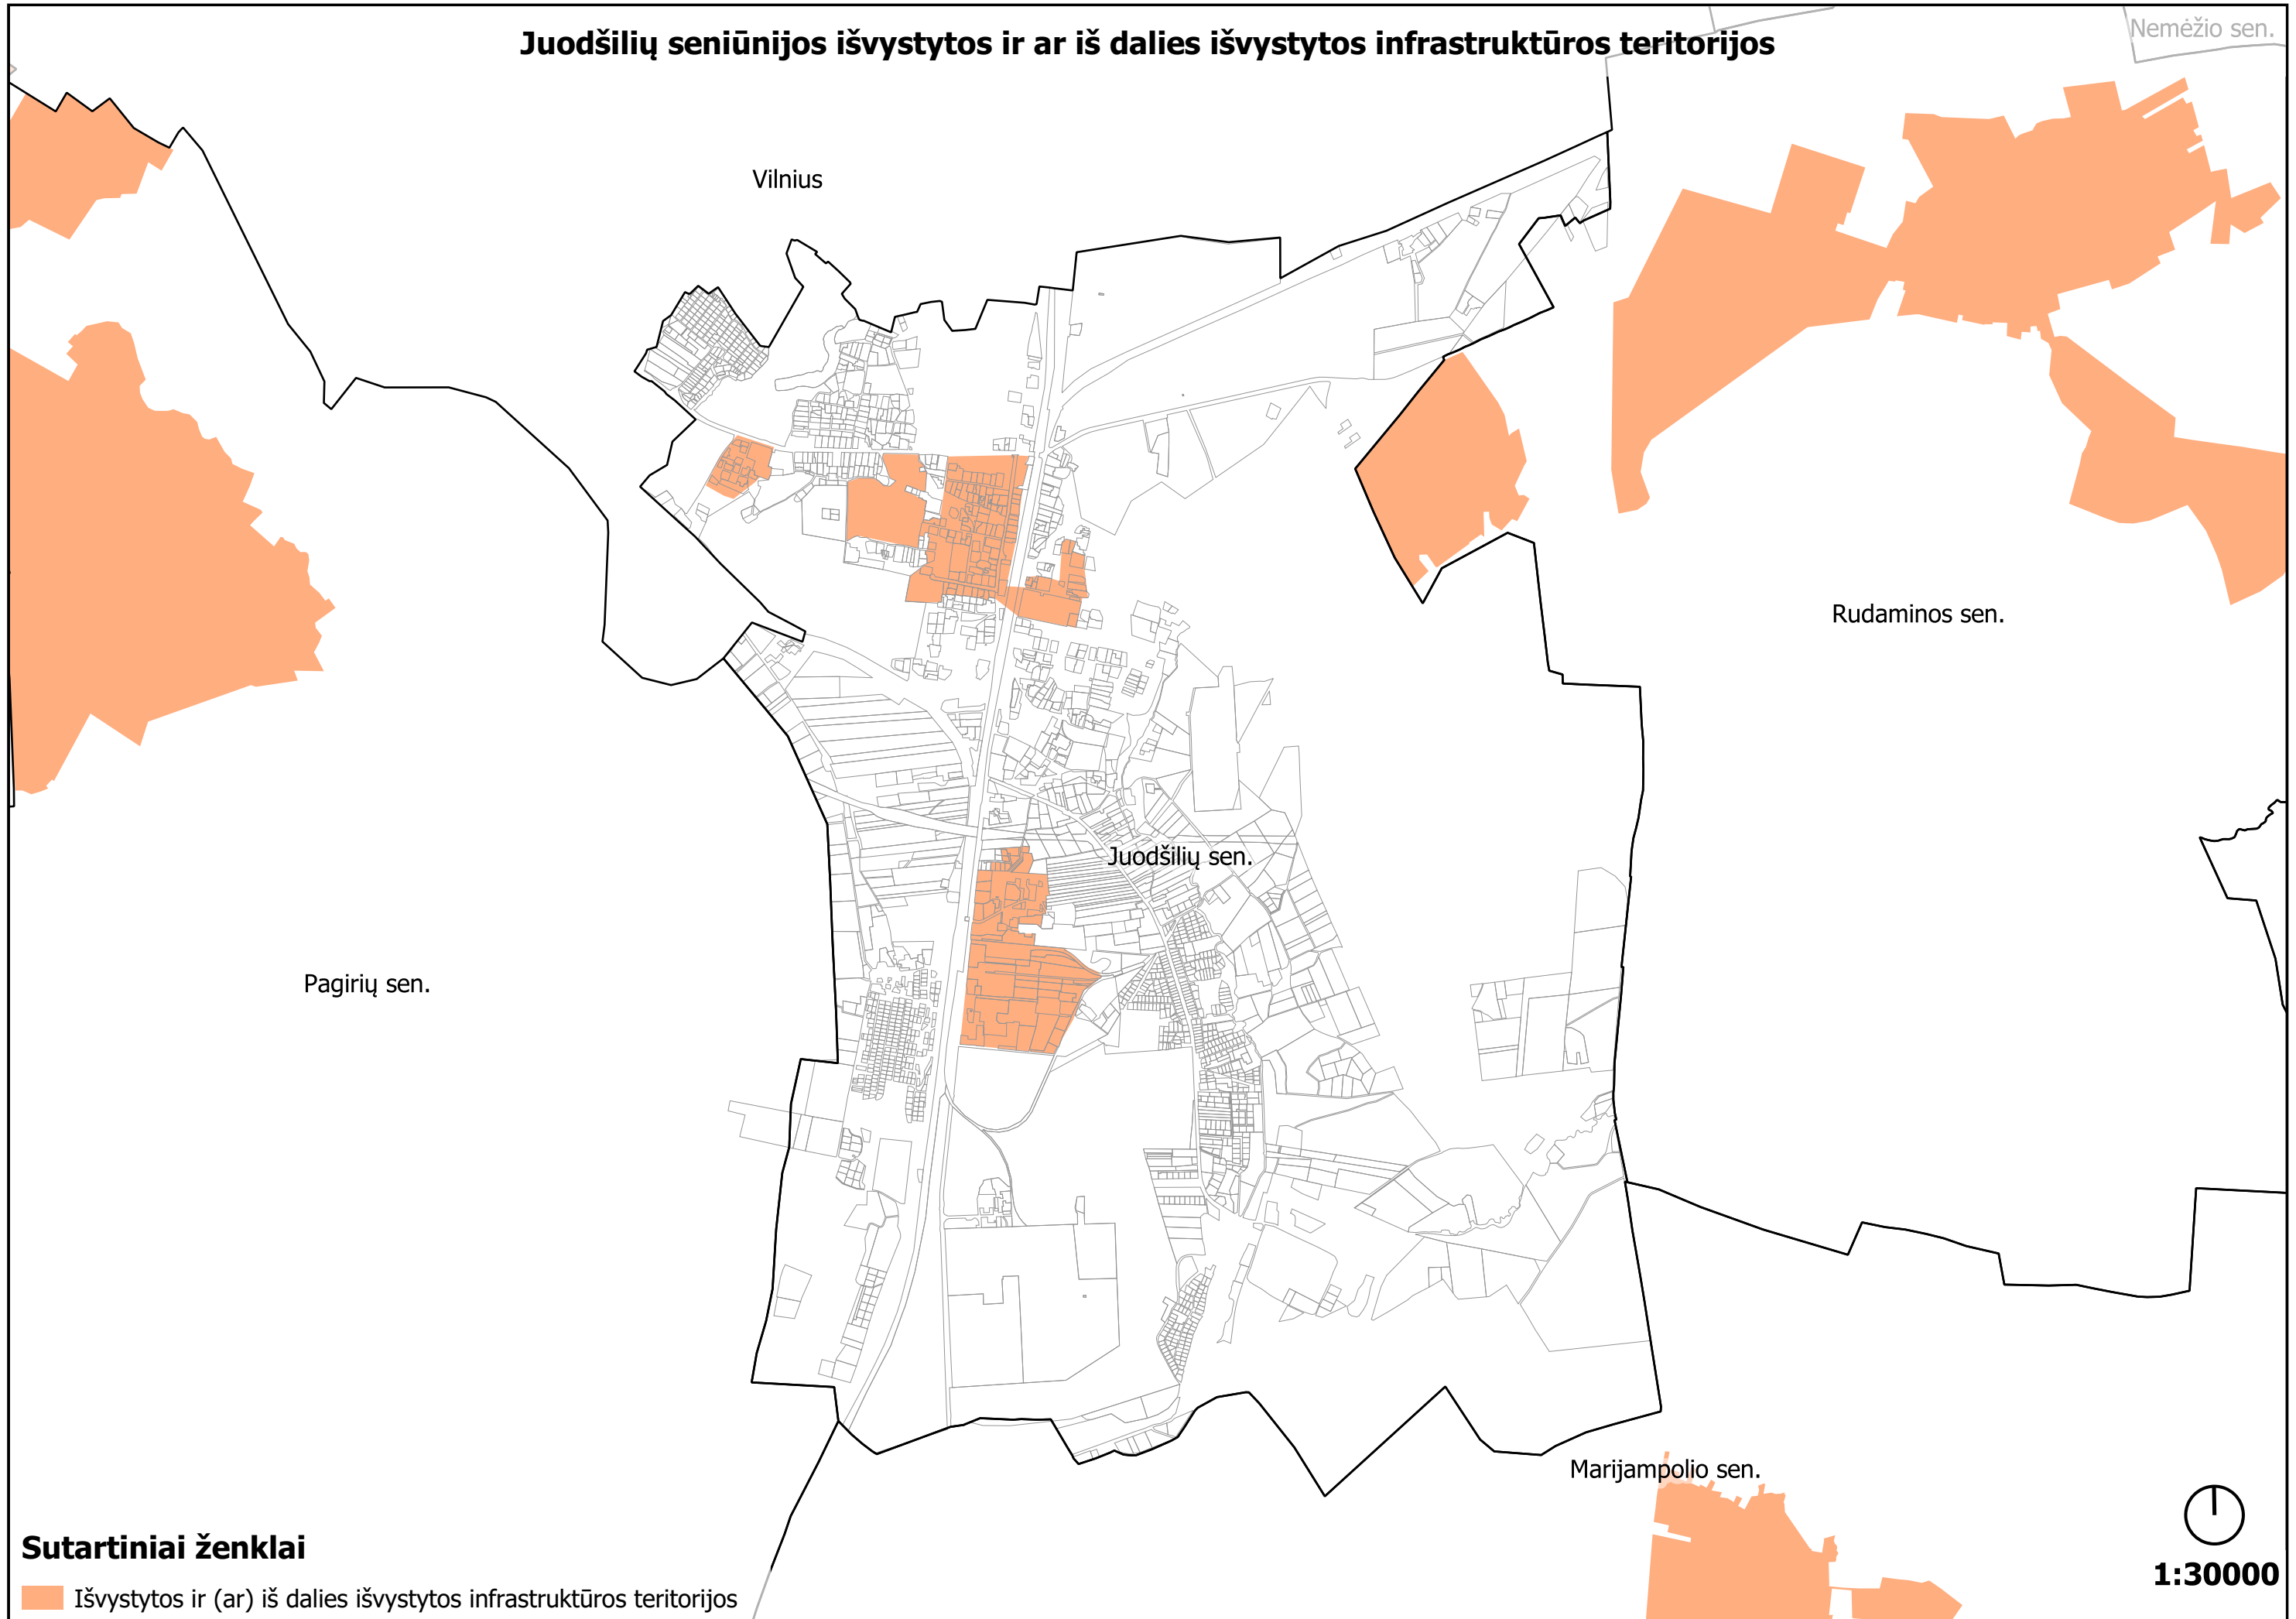 Juodšilių seniūnijos išvystytos ir ar iš dalies išvystytos infrastruktūros teritorijos
Nemėžio sen.
Vilnius
Rudaminos sen.
Juodšilių sen.
Pagirių sen.
Marijampolio sen.
Sutartiniai ženklai
Išvystytos ir (ar) iš dalies išvystytos infrastruktūros teritorijos
1:30000